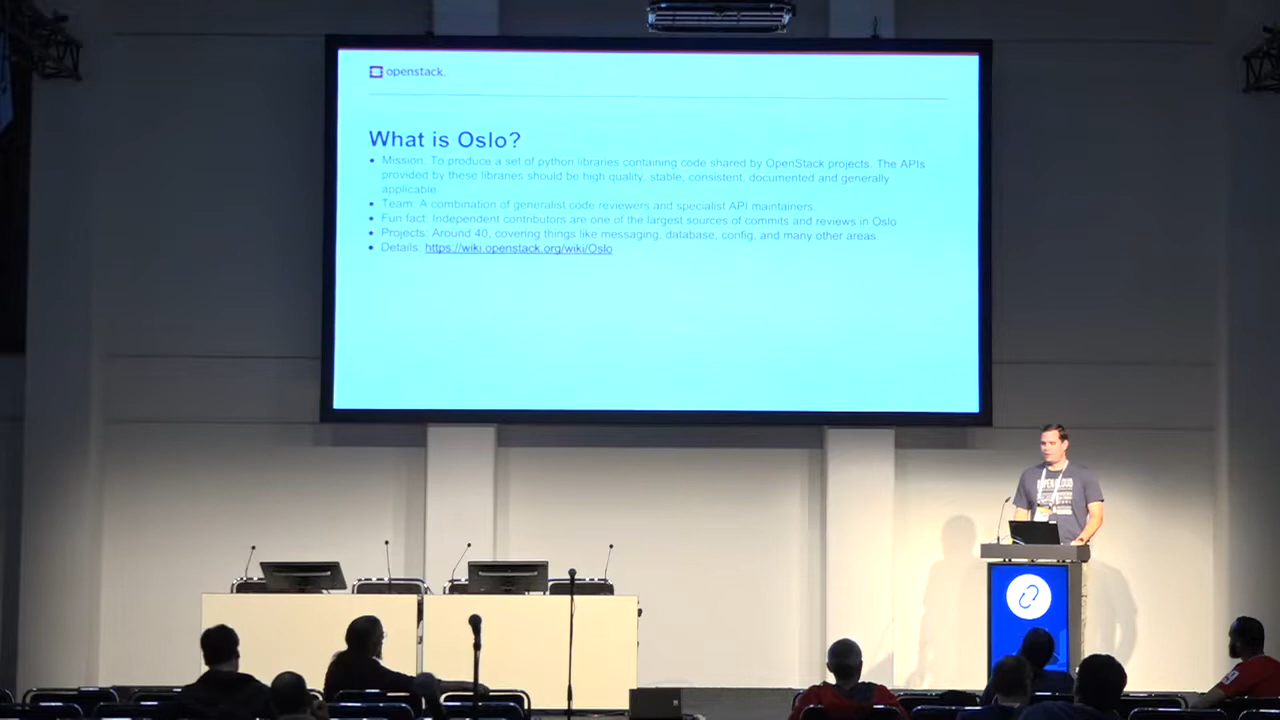 openstack.
What is Oslo?
• Mission: To produce a set of python libraries containing code shared by OpenStack projects. The APIs
provided by these libraries should be high quality, stable, consistent, documented and generally
applicable
• Team: A combination of generalist code reviewers and specialist API maintainers
• Fun fact: Independent contributors are one of the largest sources of commits and reviews in Oslo
• Projects: Around 40, covering things like messaging, database, config, and many other areas.
• Details: https://wiki.openstack.org/wiki/Oslo